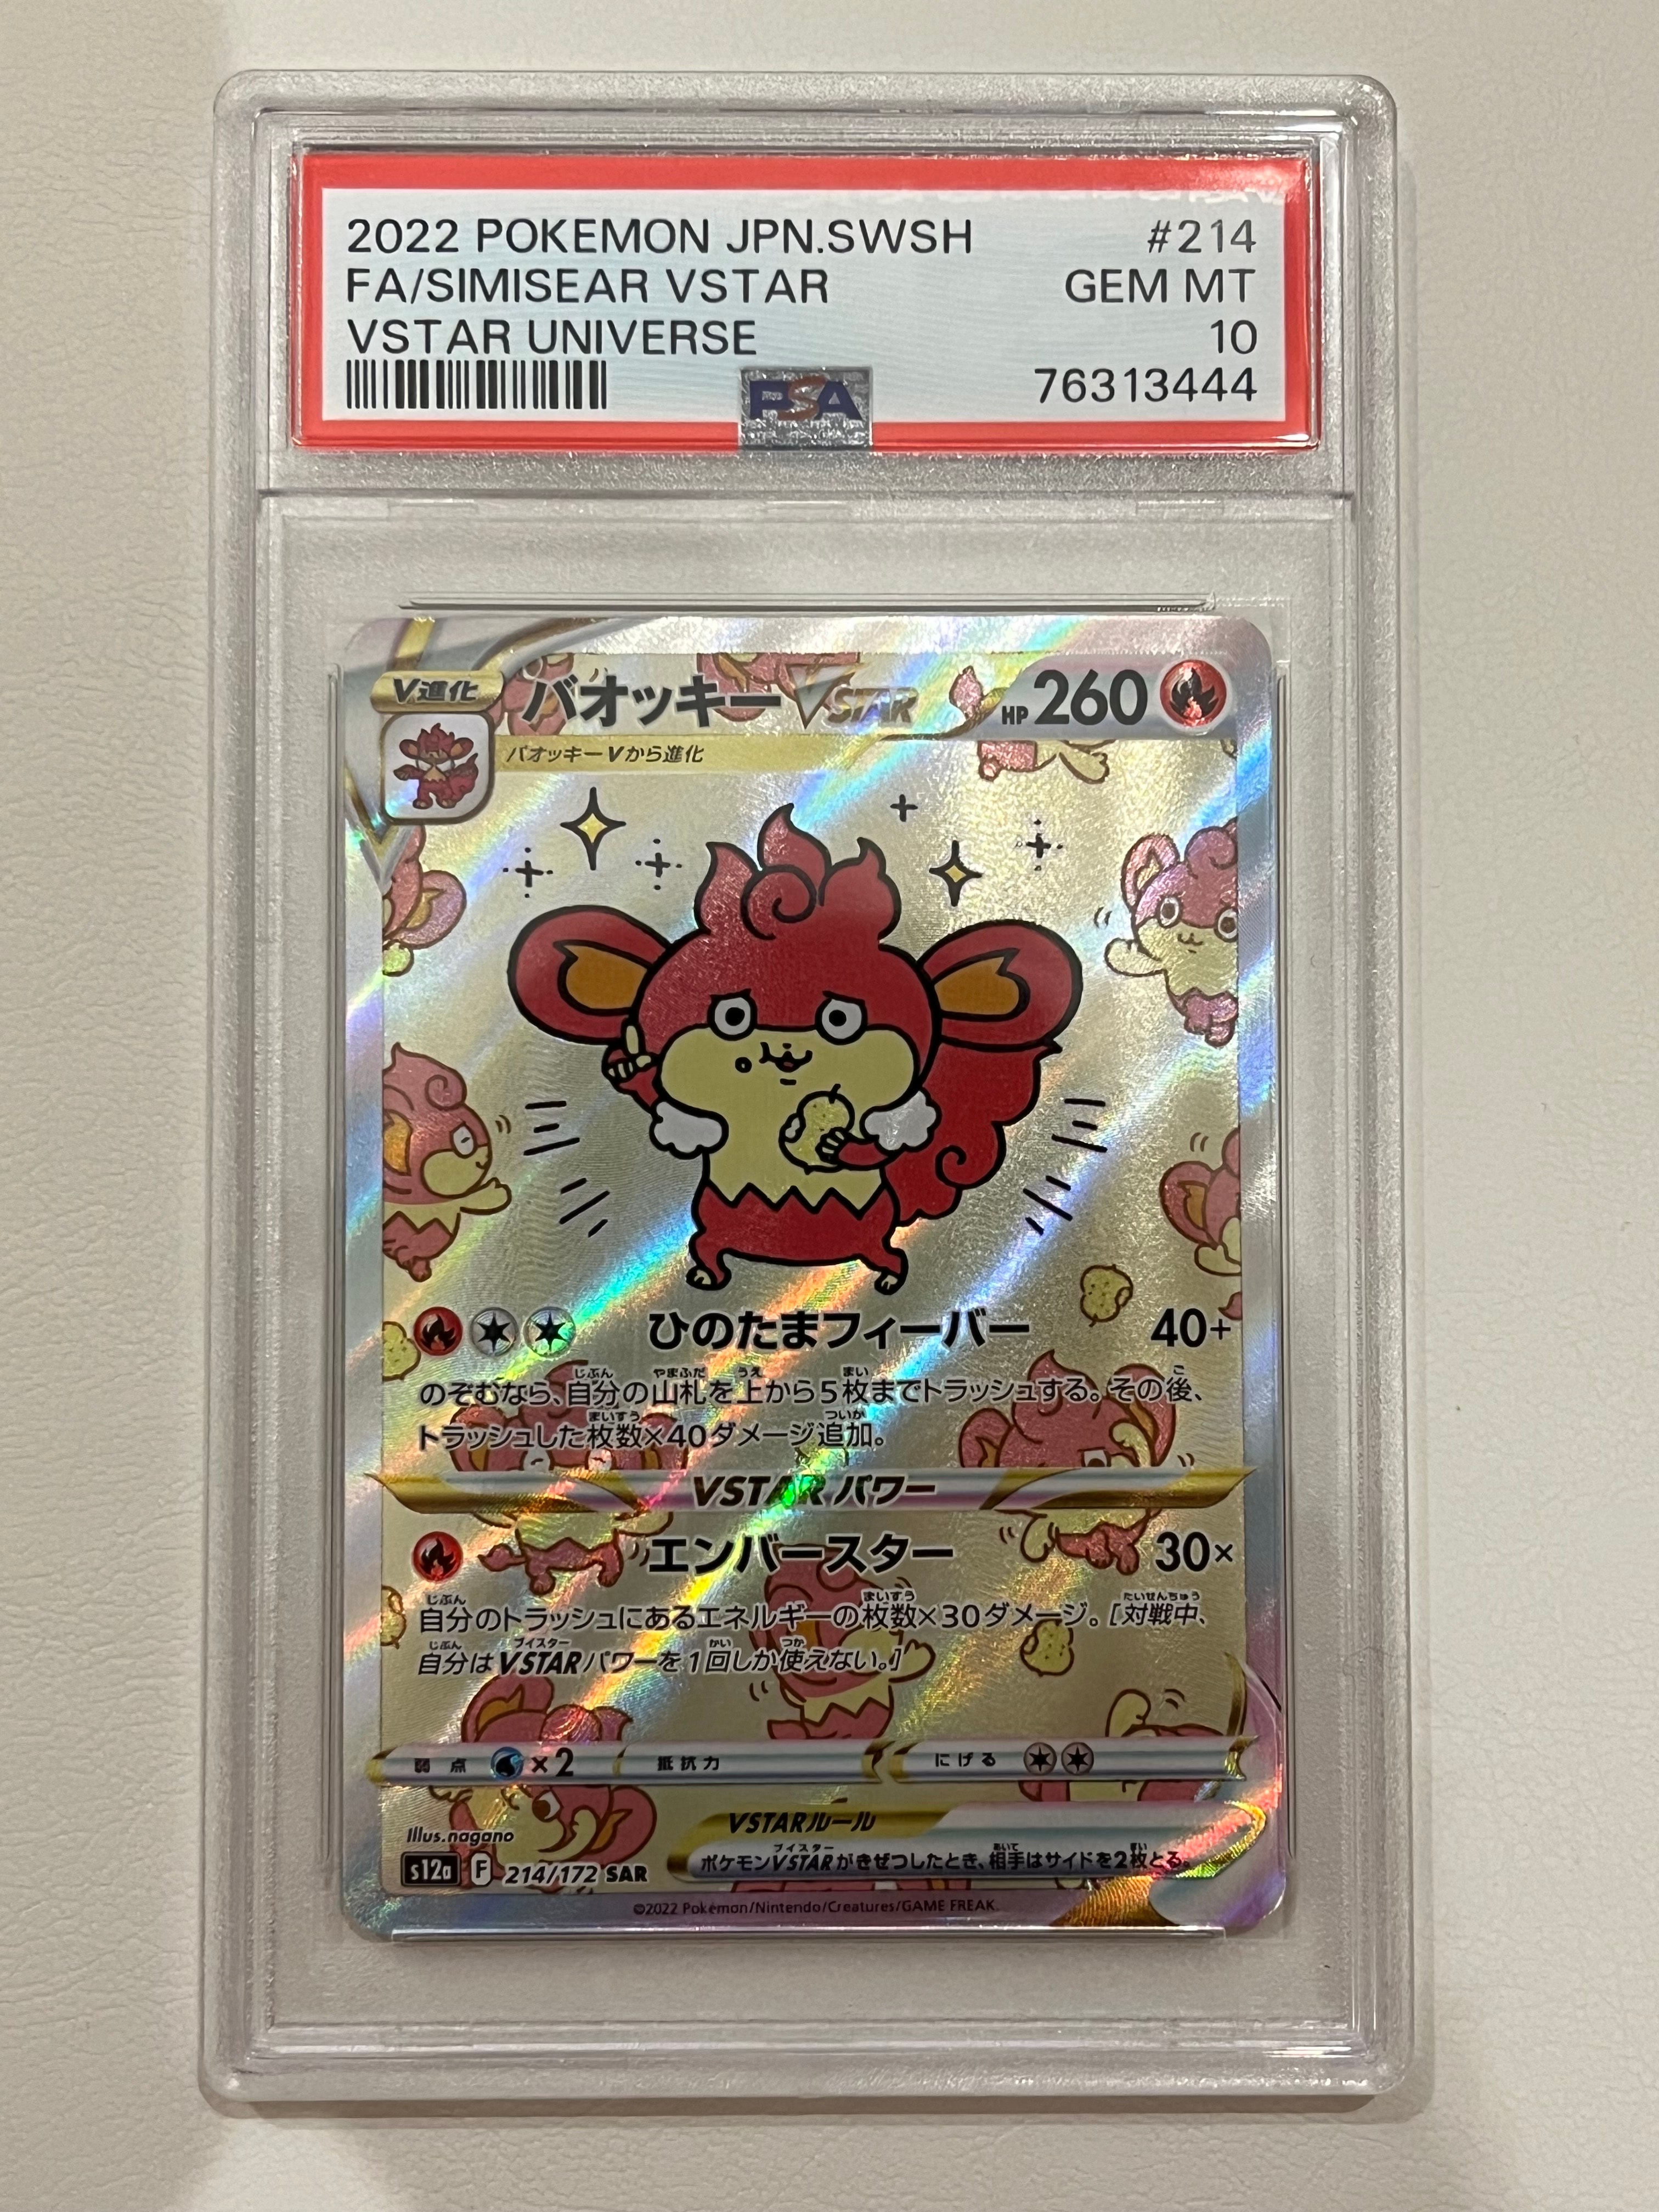 2022 POKEMON JPN.SWSH #214
FA/SIMISEAR VSTAR GEM MT
VSTAR UNIVERSE 10
PSA 76313444
V進化 バオッキーVSTAR HP 260
バオッキーVから進化
ひのたまフィーバー 40+
のぞむなら、自分の山札を上から5枚までトラッシュする。その後、
トラッシュした枚数×40ダメージ追加。
VSTARパワー
エンバースター 30×
自分のトラッシュにあるエネルギーの枚数×30ダメージ。[対戦中、
自分はVSTARパワーを1回しか使えない。]
弱点 ×2 抵抗力 にげる
VSTARルール
Illus.nagano
ポケモンVSTARがきぜつしたとき、相手はサイドを2枚とる。
s12a F 214/172 SAR
©2022 Pokémon/Nintendo/Creatures/GAME FREAK.